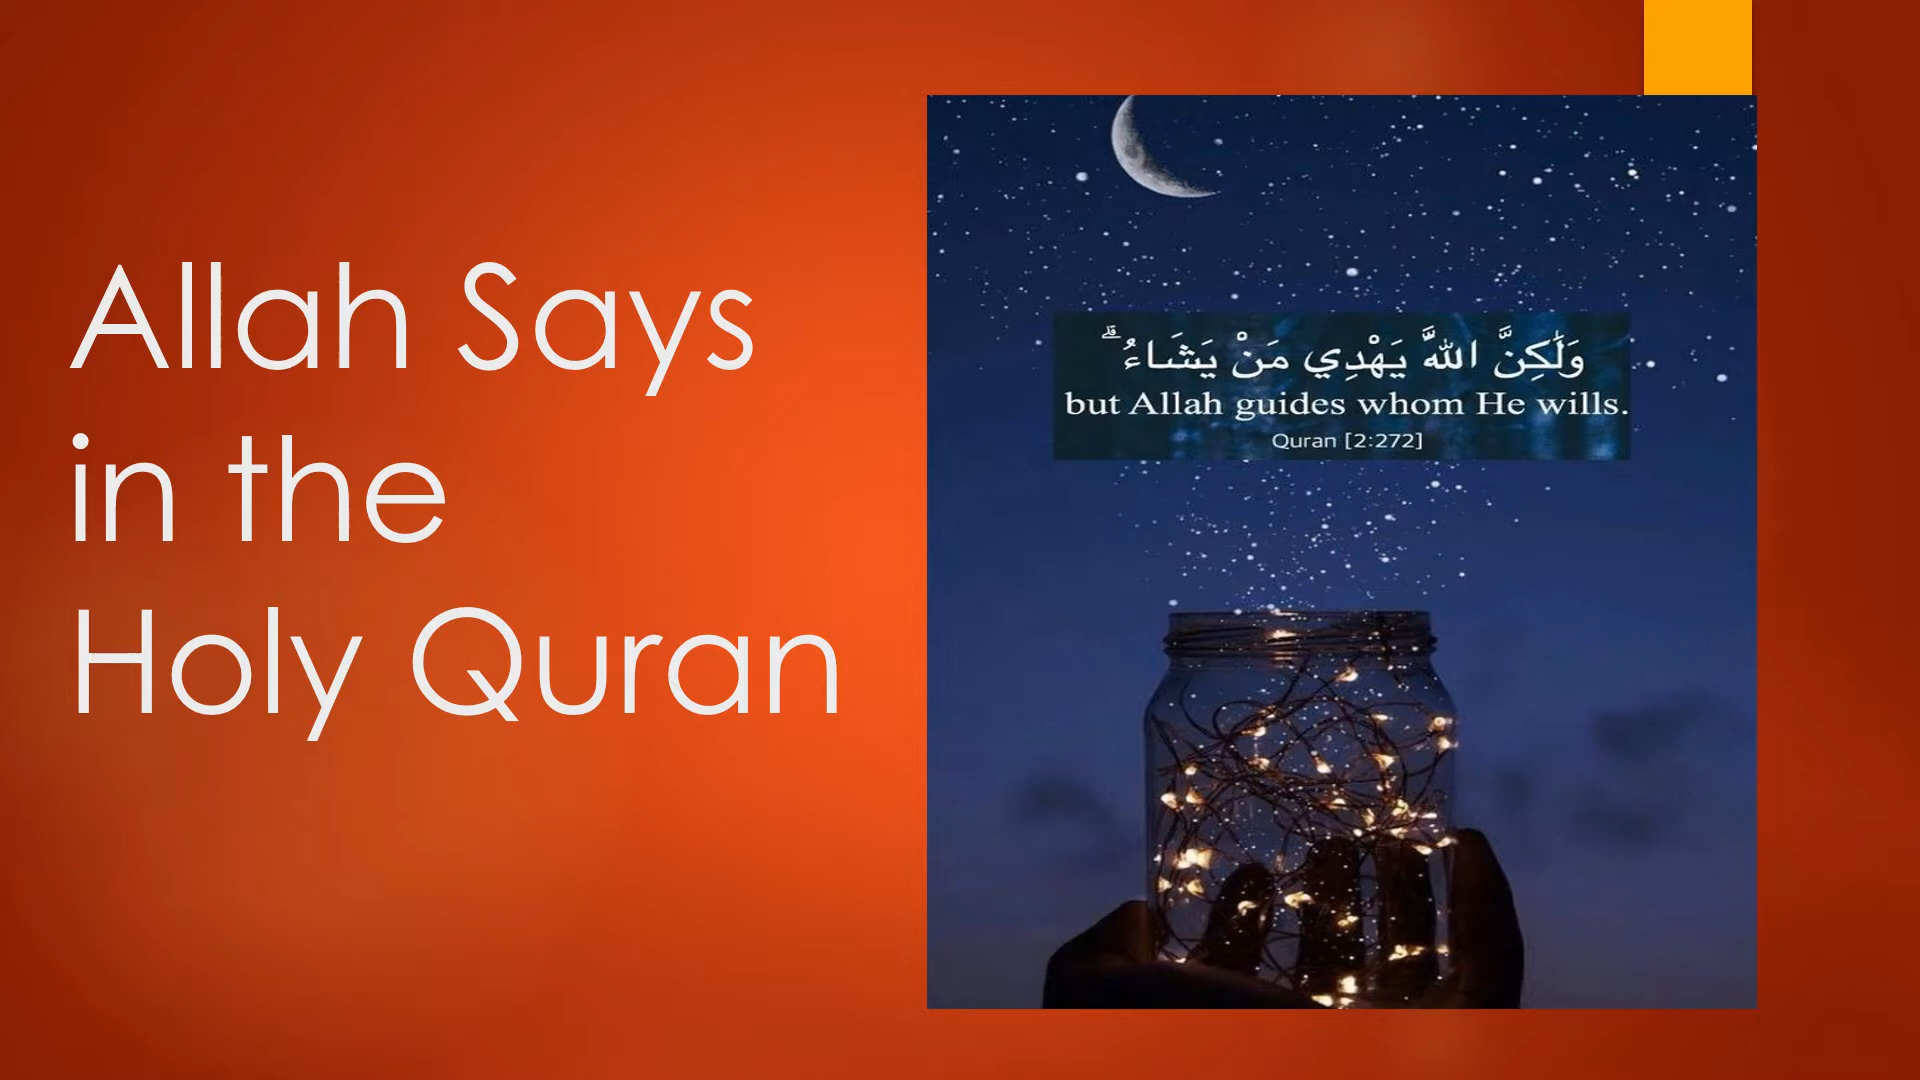 Allah Says
in the
Holy Quran
وَلَٰكِنَّ اللَّهَ يَهْدِي مَنْ يَشَاءُ ۗ
but Allah guides whom He wills.
Quran [2:272]